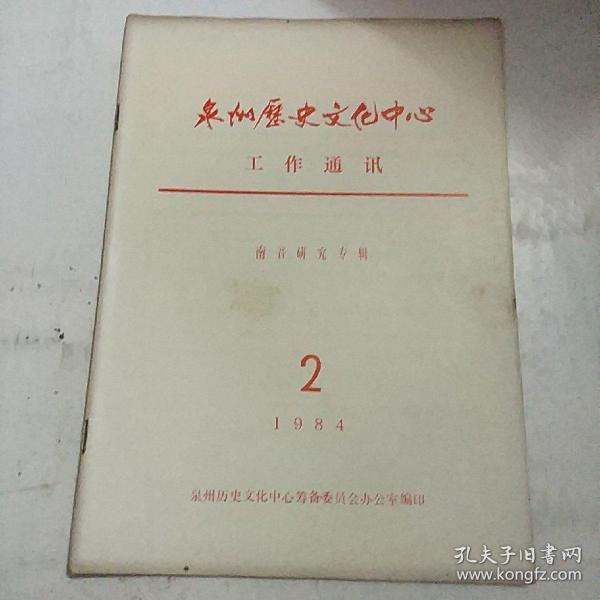 泉州歷史文化中心
工作通讯
南音研究专辑
2
1984
泉州历史文化中心筹备委员会办公室编印
孔夫子旧書网
www.kongfz.com